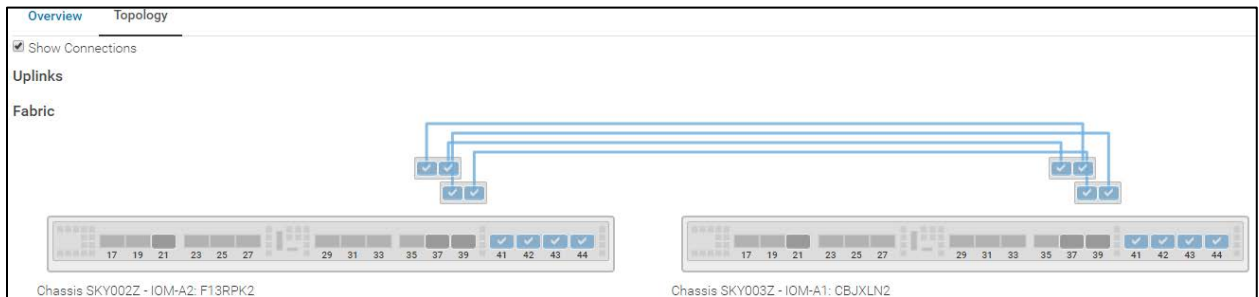 Overview Topology
Show Connections
Uplinks
Fabric
17 19 21 23 25 27 29 31 33 35 37 39 41 42 43 44 17 19 21 23 25 27 29 31 33 35 37 39 41 42 43 44
Chassis SKY002Z - IOM-A2: F13RPK2 Chassis SKY003Z - IOM-A1: CBJXLN2